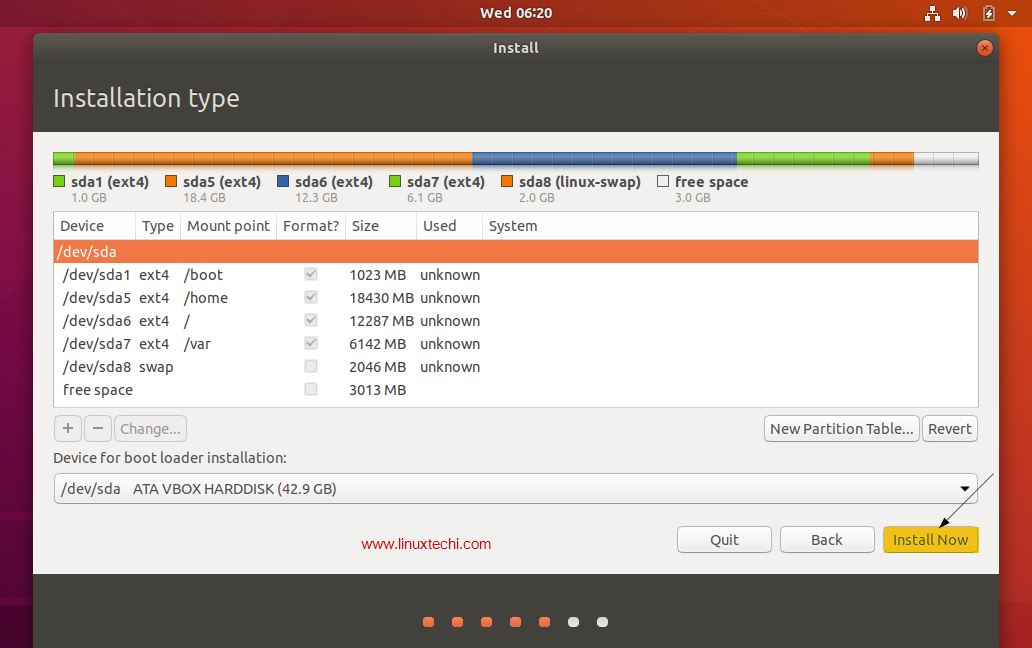 Wed 06:20
Install
Installation type
sda1 (ext4) sda5 (ext4) sda6 (ext4) sda7 (ext4) sda8 (linux-swap) free space
1.0 GB 18.4 GB 12.3 GB 6.1 GB 2.0 GB 3.0 GB
Device Type Mount point Format? Size Used System
/dev/sda
/dev/sda1 ext4 /boot 1023 MB unknown
/dev/sda5 ext4 /home 18430 MB unknown
/dev/sda6 ext4 / 12287 MB unknown
/dev/sda7 ext4 /var 6142 MB unknown
/dev/sda8 swap 2046 MB unknown
free space 3013 MB
+ − Change... New Partition Table... Revert
Device for boot loader installation:
/dev/sda ATA VBOX HARDDISK (42.9 GB)
www.linuxtechi.com Quit Back Install Now